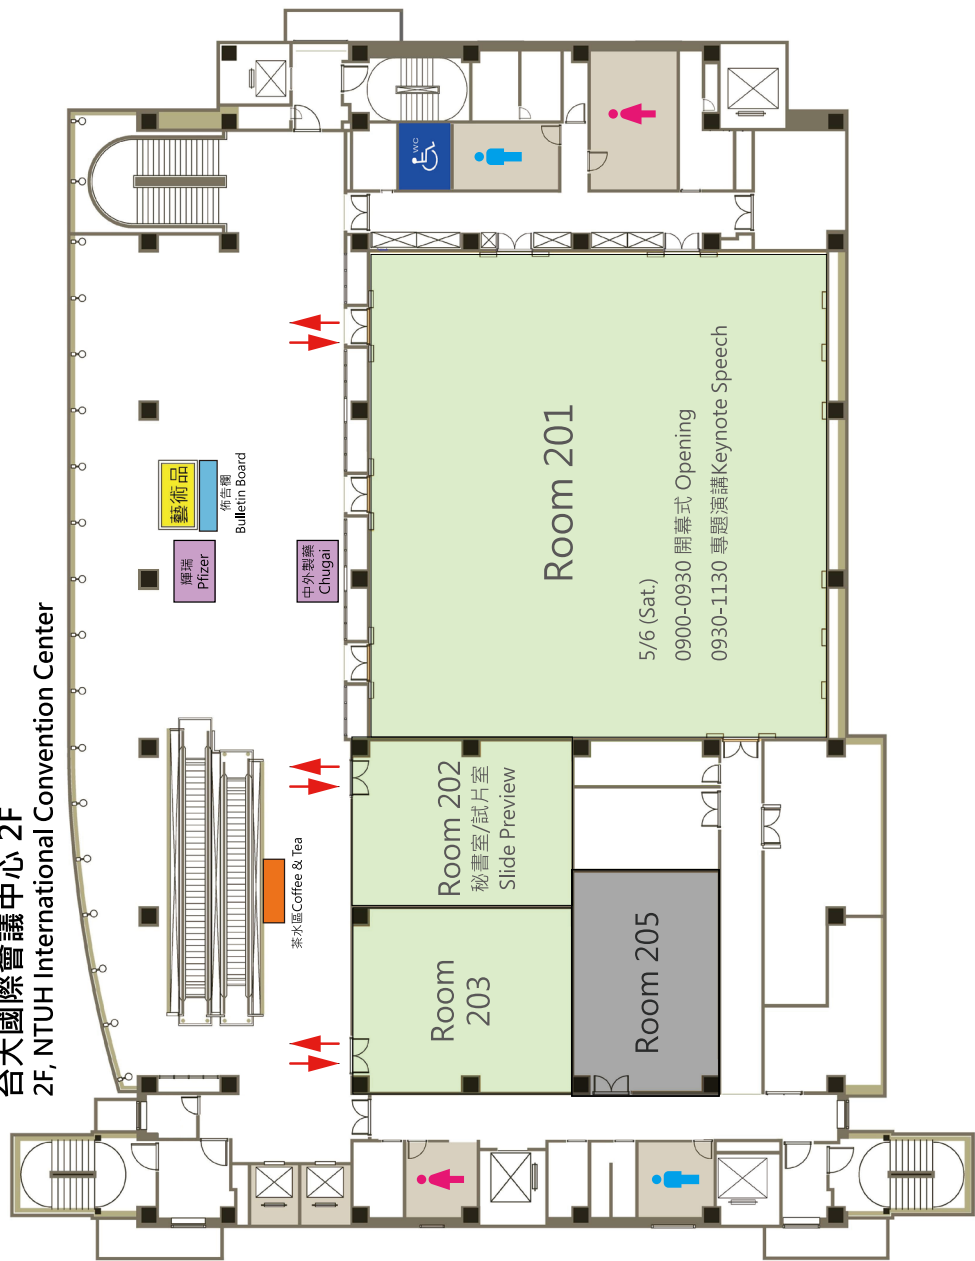 台大國際會議中心 2F
2F, NTUH International Convention Center
WC
藝術品
佈告欄
Bulletin Board
輝瑞
Pfizer
中外製藥
Chugai
Room 201
5/6 (Sat.)
0900-0930 開幕式 Opening
0930-1130 專題演講Keynote Speech
Room 202
秘書室/試片室
Slide Preview
茶水區Coffee & Tea
Room
203
Room 205